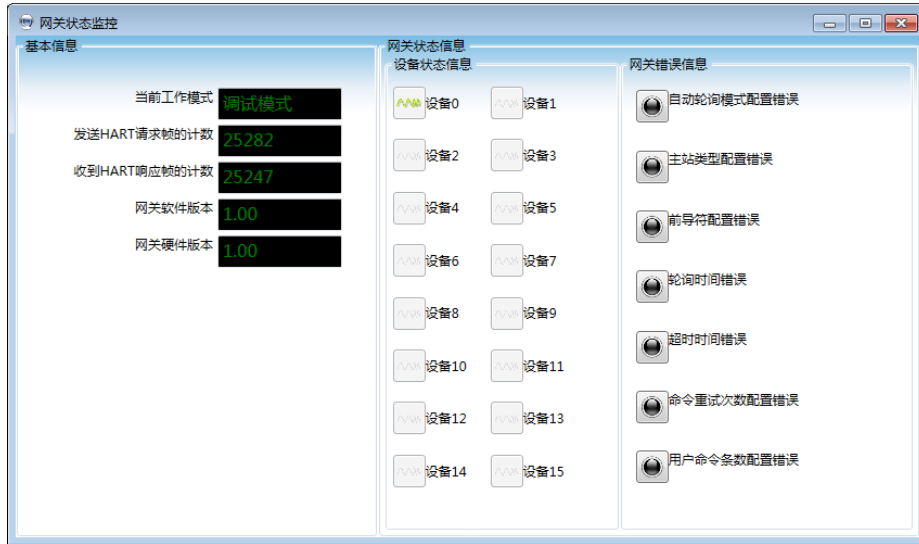 网关状态监控
基本信息
当前工作模式 调试模式
发送HART请求帧的计数 25282
收到HART响应帧的计数 25247
网关软件版本 1.00
网关硬件版本 1.00
网关状态信息
设备状态信息
设备0 设备1
设备2 设备3
设备4 设备5
设备6 设备7
设备8 设备9
设备10 设备11
设备12 设备13
设备14 设备15
网关错误信息
自动轮询模式配置错误
主站类型配置错误
前导符配置错误
轮询时间错误
超时时间错误
命令重试次数配置错误
用户命令条数配置错误